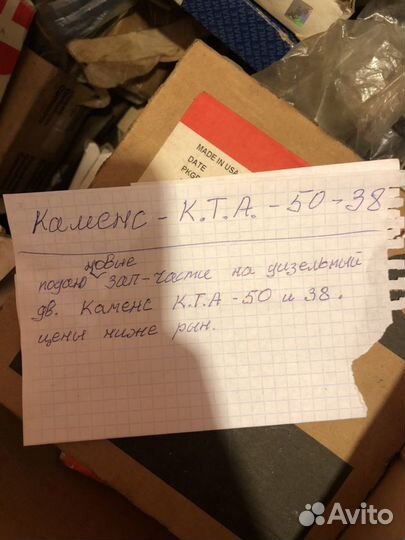 MADE IN USA
DATE
PKGD
Каменс - К.Т.А. - 50-38
новые
подаю зап-части на дизельный
дв. Каменс К.Т.А - 50 и 38.
цены ниже рын.
Avito